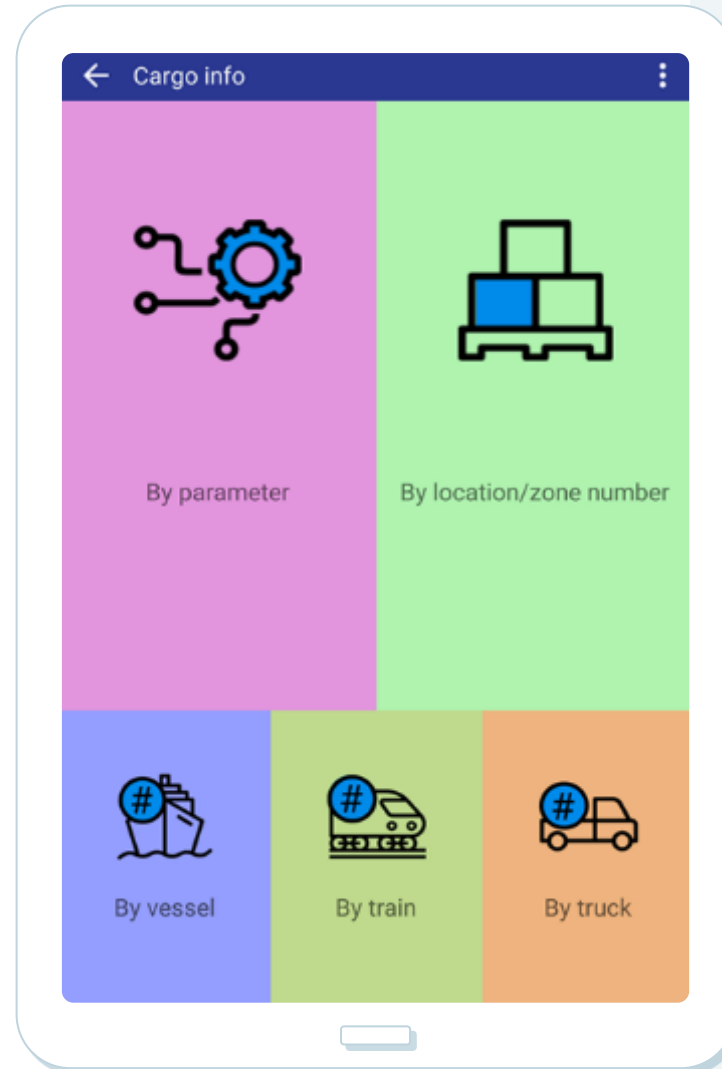 Cargo info
By parameter
By location/zone number
#
#
#
By vessel
By train
By truck